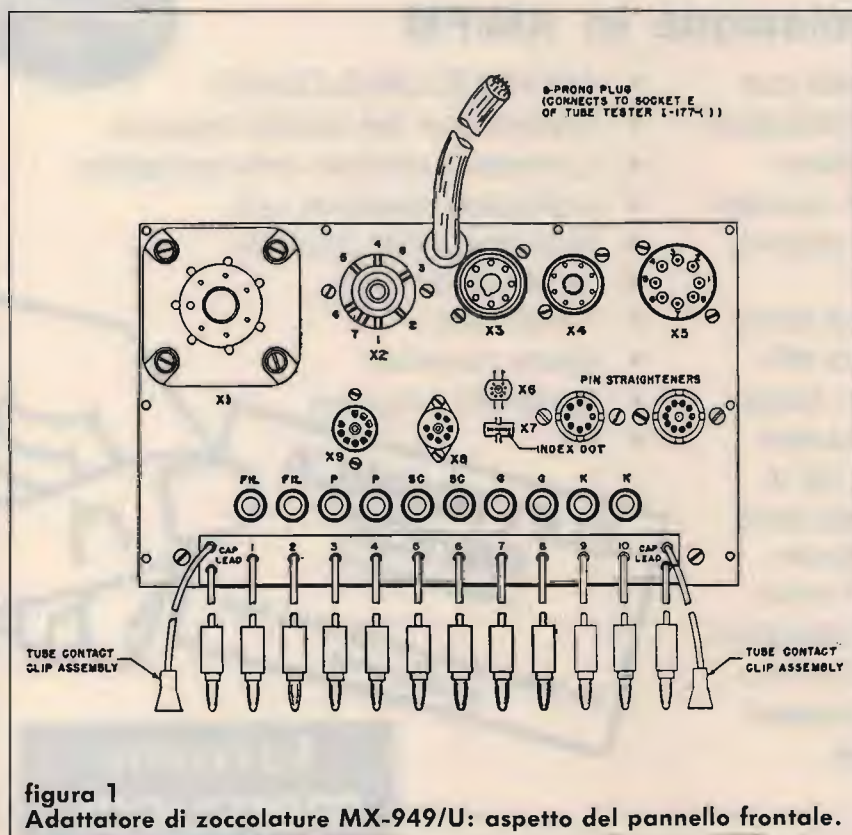 8-PRONG PLUG
(CONNECTS TO SOCKET E
OF TUBE TESTER I-177-( ))
5 4 6 3
6 7 1 2
X1
X2
X3
X4
X5
X6
X7
PIN STRAIGHTENERS
INDEX DOT
X9
X8
FIL FIL P P SG SG G G K K
CAP LEAD 1 2 3 4 5 6 7 8 9 10 CAP LEAD
TUBE CONTACT
CLIP ASSEMBLY
TUBE CONTACT
CLIP ASSEMBLY
figura 1
Adattatore di zoccolature MX-949/U: aspetto del pannello frontale.